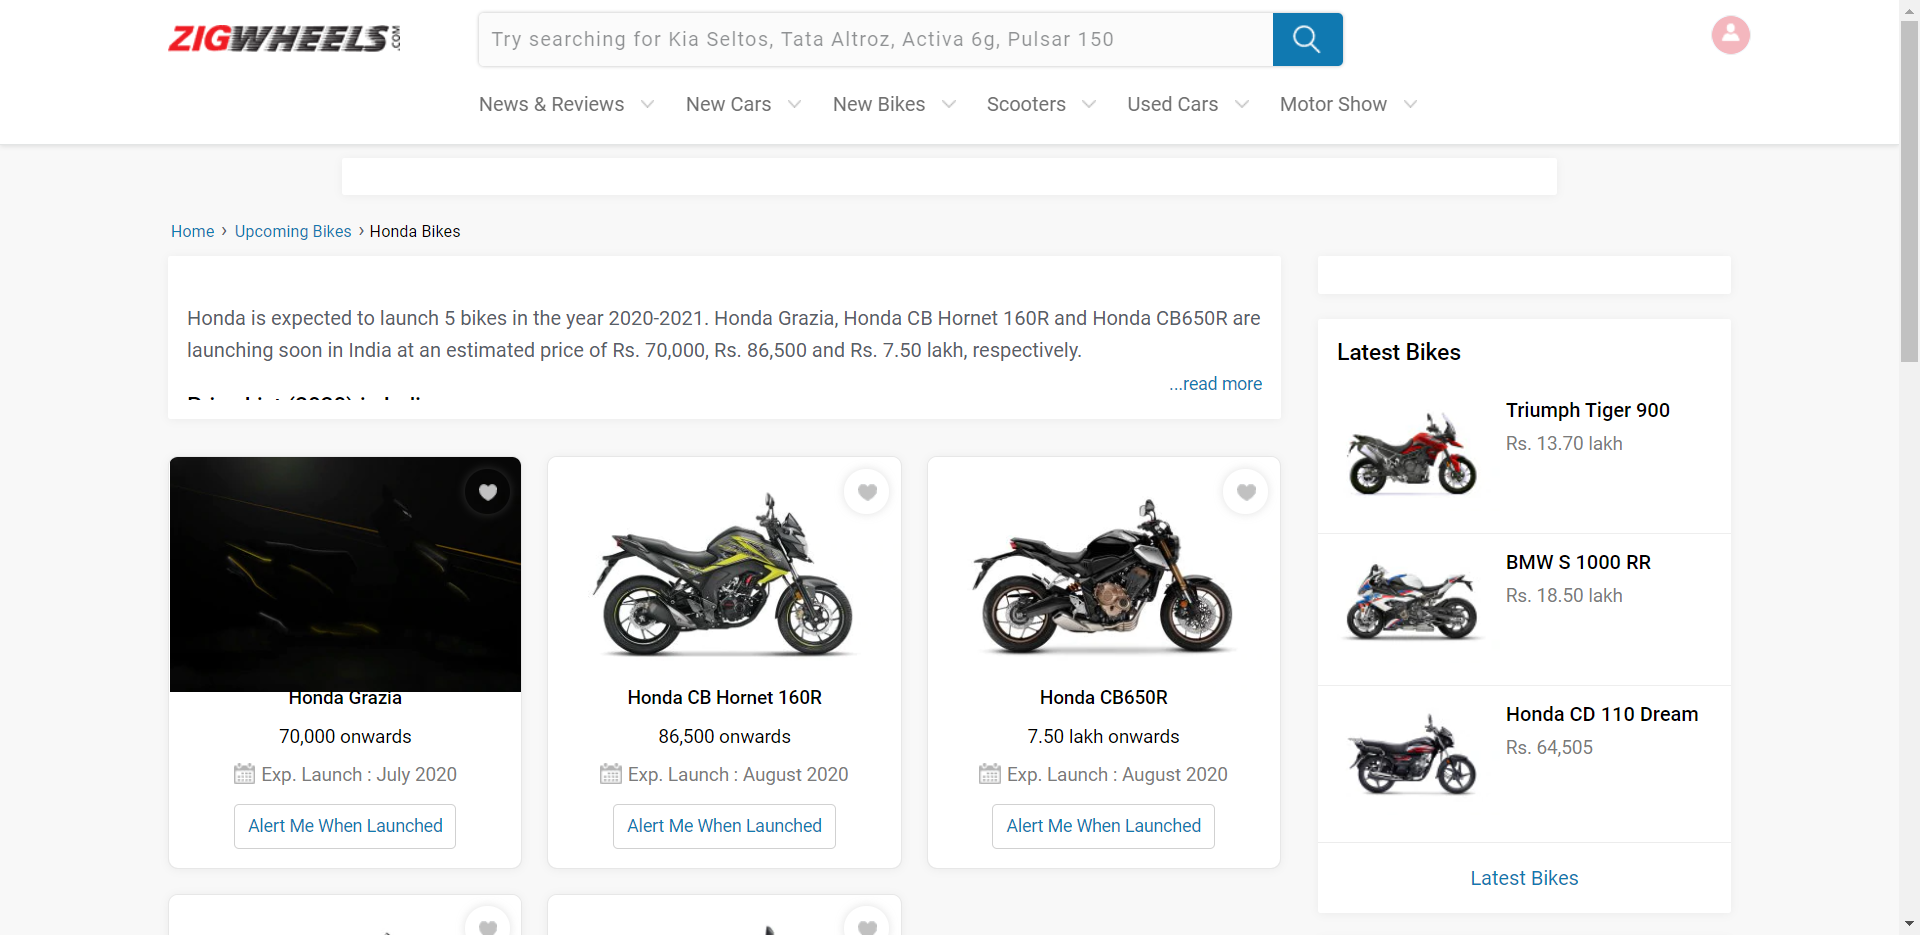 ZIGWHEELS.COM
Try searching for Kia Seltos, Tata Altroz, Activa 6g, Pulsar 150
News & Reviews New Cars New Bikes Scooters Used Cars Motor Show
Home › Upcoming Bikes › Honda Bikes
Honda is expected to launch 5 bikes in the year 2020-2021. Honda Grazia, Honda CB Hornet 160R and Honda CB650R are
launching soon in India at an estimated price of Rs. 70,000, Rs. 86,500 and Rs. 7.50 lakh, respectively.
...read more
Honda Grazia
70,000 onwards
Exp. Launch : July 2020
Alert Me When Launched
Honda CB Hornet 160R
86,500 onwards
Exp. Launch : August 2020
Alert Me When Launched
Honda CB650R
7.50 lakh onwards
Exp. Launch : August 2020
Alert Me When Launched
Latest Bikes
Triumph Tiger 900
Rs. 13.70 lakh
BMW S 1000 RR
Rs. 18.50 lakh
Honda CD 110 Dream
Rs. 64,505
Latest Bikes